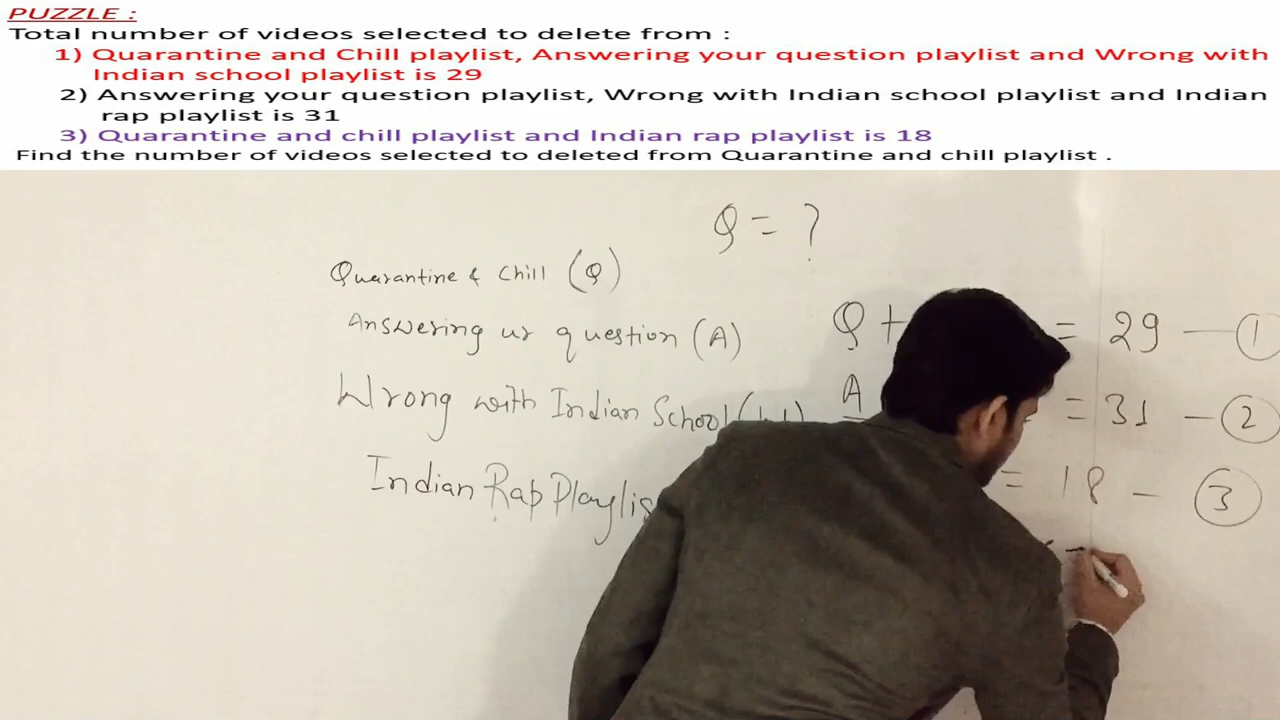 PUZZLE :
Total number of videos selected to delete from :
1) Quarantine and Chill playlist, Answering your question playlist and Wrong with
Indian school playlist is 29
2) Answering your question playlist, Wrong with Indian school playlist and Indian
rap playlist is 31
3) Quarantine and chill playlist and Indian rap playlist is 18
Find the number of videos selected to deleted from Quarantine and chill playlist .
Q = ?
Quarantine & Chill (Q)
Answering ur question (A)
Q + = 29 — 1
Wrong with Indian School
A = 31 — 2
Indian Rap
= 18 — 3